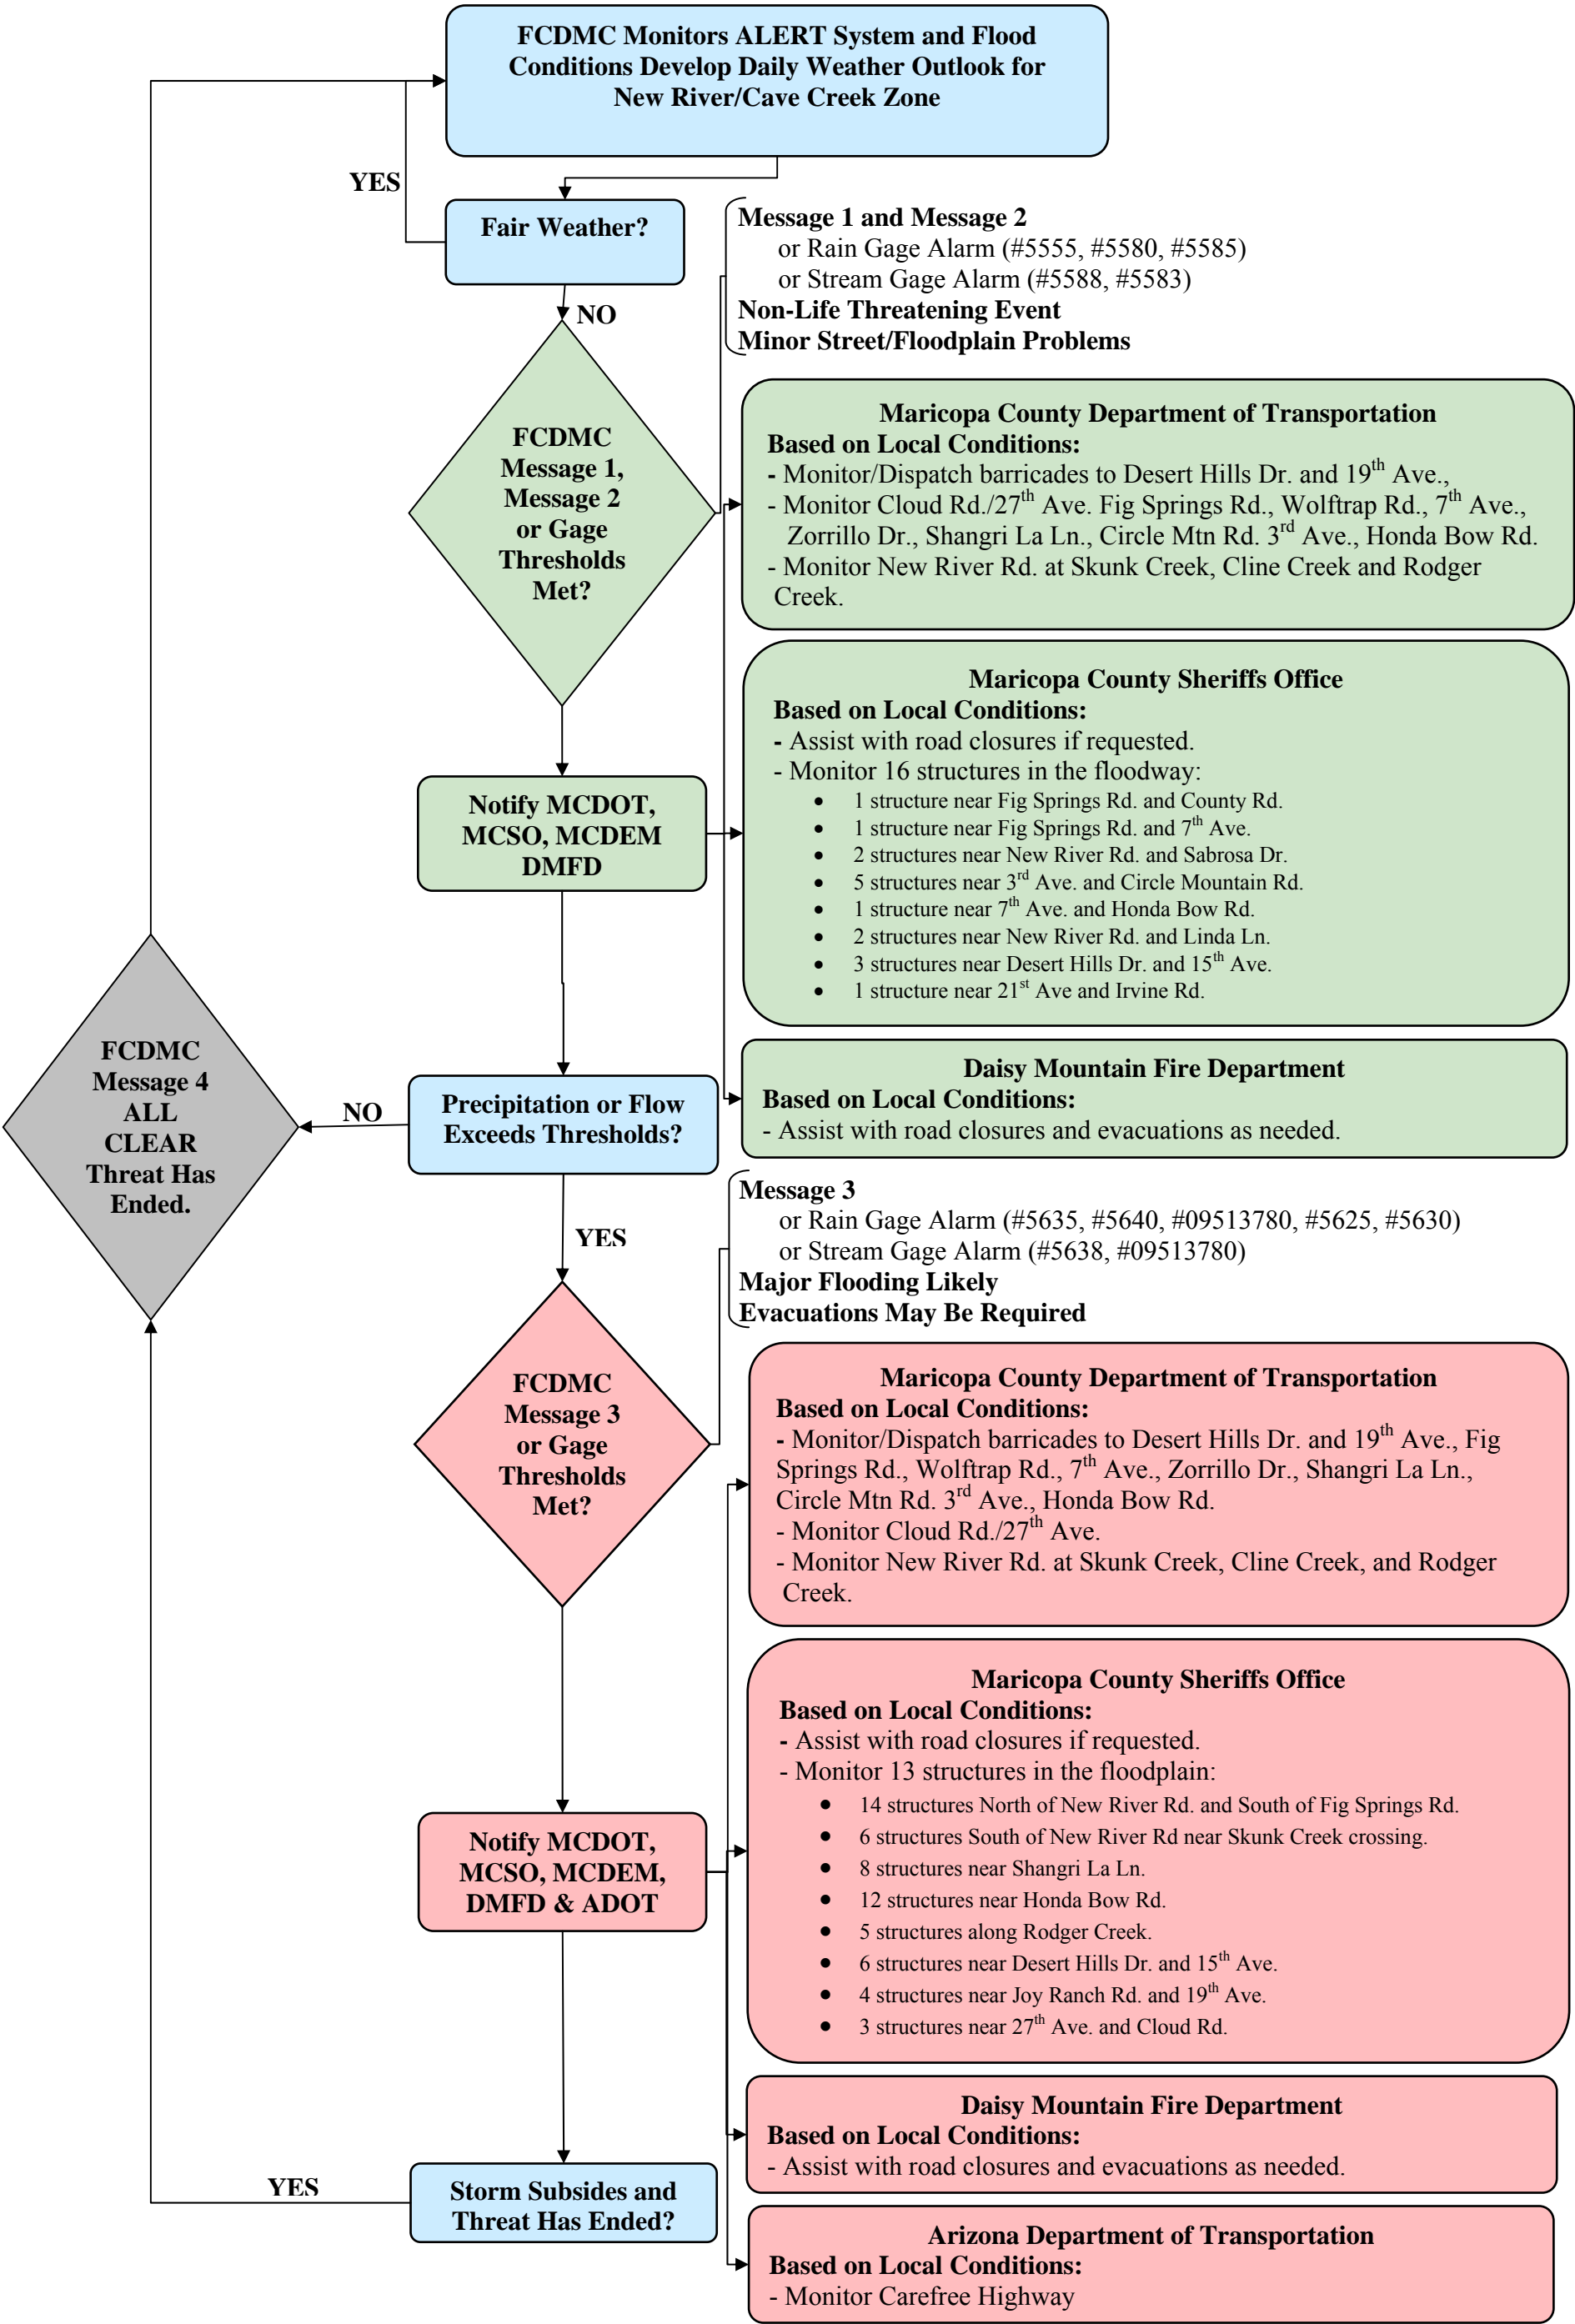 FCDMC Monitors ALERT System and Flood
Conditions Develop Daily Weather Outlook for
New River/Cave Creek Zone
YES
Fair Weather?
NO
Message 1 and Message 2
or Rain Gage Alarm (#5555, #5580, #5585)
or Stream Gage Alarm (#5588, #5583)
Non-Life Threatening Event
Minor Street/Floodplain Problems
FCDMC
Message 1,
Message 2
or Gage
Thresholds
Met?
Maricopa County Department of Transportation
Based on Local Conditions:
- Monitor/Dispatch barricades to Desert Hills Dr. and 19th Ave.,
- Monitor Cloud Rd./27th Ave. Fig Springs Rd., Wolftrap Rd., 7th Ave.,
Zorrillo Dr., Shangri La Ln., Circle Mtn Rd. 3rd Ave., Honda Bow Rd.
- Monitor New River Rd. at Skunk Creek, Cline Creek and Rodger
Creek.
Maricopa County Sheriffs Office
Based on Local Conditions:
- Assist with road closures if requested.
- Monitor 16 structures in the floodway:
• 1 structure near Fig Springs Rd. and County Rd.
• 1 structure near Fig Springs Rd. and 7th Ave.
• 2 structures near New River Rd. and Sabrosa Dr.
• 5 structures near 3rd Ave. and Circle Mountain Rd.
• 1 structure near 7th Ave. and Honda Bow Rd.
• 2 structures near New River Rd. and Linda Ln.
• 3 structures near Desert Hills Dr. and 15th Ave.
• 1 structure near 21st Ave and Irvine Rd.
Notify MCDOT,
MCSO, MCDEM
DMFD
Daisy Mountain Fire Department
Based on Local Conditions:
- Assist with road closures and evacuations as needed.
Precipitation or Flow
Exceeds Thresholds?
NO
FCDMC
Message 4
ALL
CLEAR
Threat Has
Ended.
YES
Message 3
or Rain Gage Alarm (#5635, #5640, #09513780, #5625, #5630)
or Stream Gage Alarm (#5638, #09513780)
Major Flooding Likely
Evacuations May Be Required
FCDMC
Message 3
or Gage
Thresholds
Met?
Maricopa County Department of Transportation
Based on Local Conditions:
- Monitor/Dispatch barricades to Desert Hills Dr. and 19th Ave., Fig
Springs Rd., Wolftrap Rd., 7th Ave., Zorrillo Dr., Shangri La Ln.,
Circle Mtn Rd. 3rd Ave., Honda Bow Rd.
- Monitor Cloud Rd./27th Ave.
- Monitor New River Rd. at Skunk Creek, Cline Creek, and Rodger
Creek.
Maricopa County Sheriffs Office
Based on Local Conditions:
- Assist with road closures if requested.
- Monitor 13 structures in the floodplain:
• 14 structures North of New River Rd. and South of Fig Springs Rd.
• 6 structures South of New River Rd near Skunk Creek crossing.
• 8 structures near Shangri La Ln.
• 12 structures near Honda Bow Rd.
• 5 structures along Rodger Creek.
• 6 structures near Desert Hills Dr. and 15th Ave.
• 4 structures near Joy Ranch Rd. and 19th Ave.
• 3 structures near 27th Ave. and Cloud Rd.
Notify MCDOT,
MCSO, MCDEM,
DMFD & ADOT
Daisy Mountain Fire Department
Based on Local Conditions:
- Assist with road closures and evacuations as needed.
YES
Storm Subsides and
Threat Has Ended?
Arizona Department of Transportation
Based on Local Conditions:
- Monitor Carefree Highway